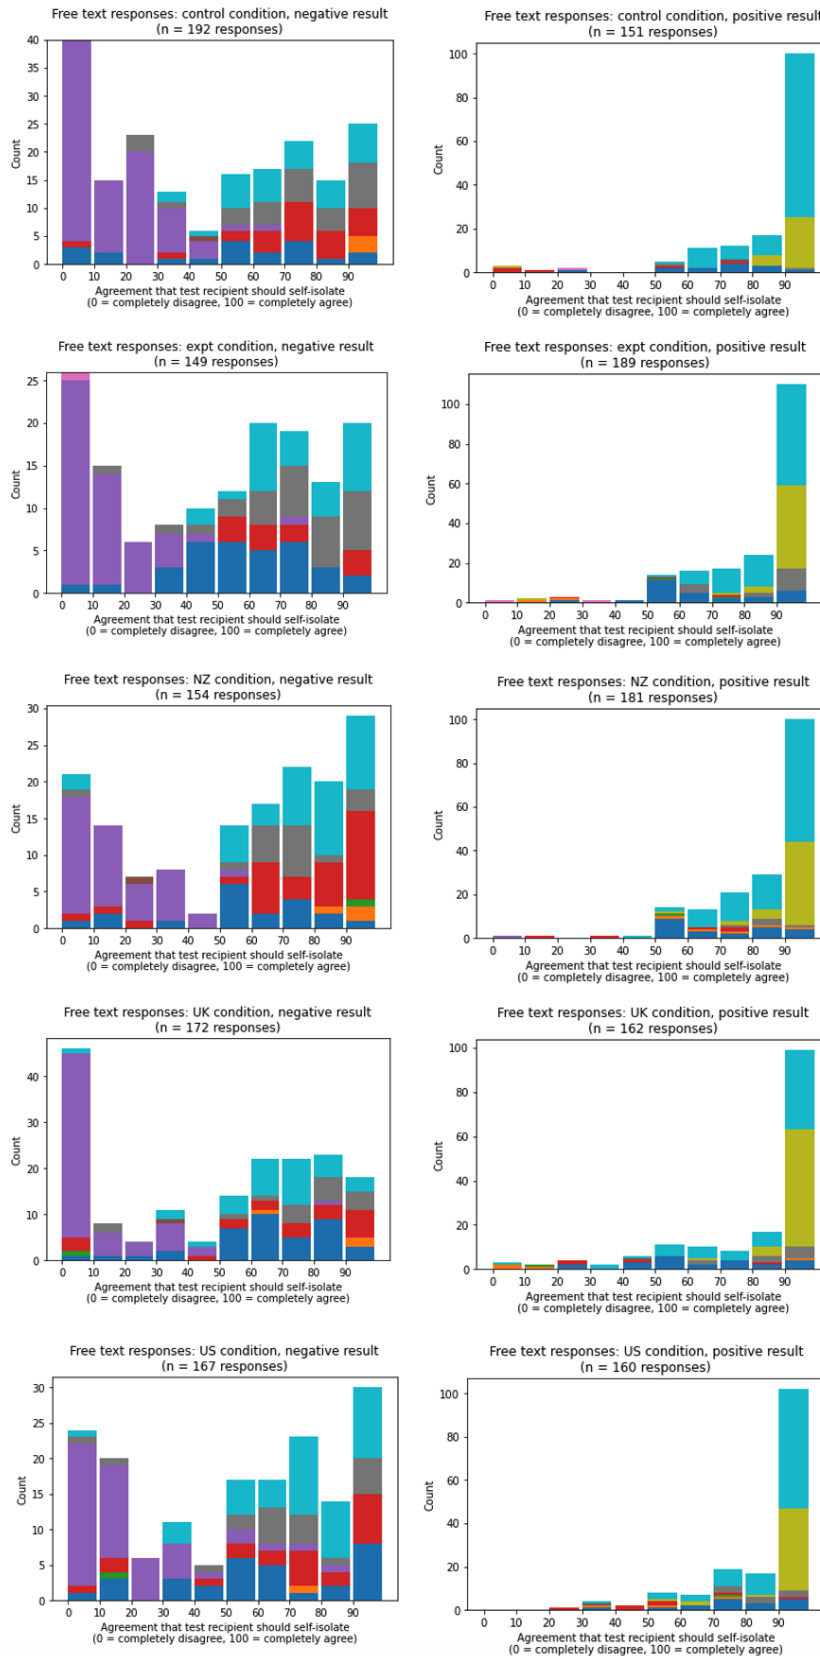 Free text responses: control condition, negative result
(n = 192 responses)
40
35
30
25
20
15
10
5
0
Count
0 10 20 30 40 50 60 70 80 90
Agreement that test recipient should self-isolate
(0 = completely disagree, 100 = completely agree)
Free text responses: control condition, positive result
(n = 151 responses)
100
80
60
40
20
0
Count
0 10 20 30 40 50 60 70 80 90
Agreement that test recipient should self-isolate
(0 = completely disagree, 100 = completely agree)
Free text responses: expt condition, negative result
(n = 149 responses)
25
20
15
10
5
0
Count
0 10 20 30 40 50 60 70 80 90
Agreement that test recipient should self-isolate
(0 = completely disagree, 100 = completely agree)
Free text responses: expt condition, positive result
(n = 189 responses)
100
80
60
40
20
0
Count
0 10 20 30 40 50 60 70 80 90
Agreement that test recipient should self-isolate
(0 = completely disagree, 100 = completely agree)
Free text responses: NZ condition, negative result
(n = 154 responses)
30
25
20
15
10
5
0
Count
0 10 20 30 40 50 60 70 80 90
Agreement that test recipient should self-isolate
(0 = completely disagree, 100 = completely agree)
Free text responses: NZ condition, positive result
(n = 181 responses)
100
80
60
40
20
0
Count
0 10 20 30 40 50 60 70 80 90
Agreement that test recipient should self-isolate
(0 = completely disagree, 100 = completely agree)
Free text responses: UK condition, negative result
(n = 172 responses)
40
30
20
10
0
Count
0 10 20 30 40 50 60 70 80 90
Agreement that test recipient should self-isolate
(0 = completely disagree, 100 = completely agree)
Free text responses: UK condition, positive result
(n = 162 responses)
100
80
60
40
20
0
Count
0 10 20 30 40 50 60 70 80 90
Agreement that test recipient should self-isolate
(0 = completely disagree, 100 = completely agree)
Free text responses: US condition, negative result
(n = 167 responses)
30
25
20
15
10
5
0
Count
0 10 20 30 40 50 60 70 80 90
Agreement that test recipient should self-isolate
(0 = completely disagree, 100 = completely agree)
Free text responses: US condition, positive result
(n = 160 responses)
100
80
60
40
20
0
Count
0 10 20 30 40 50 60 70 80 90
Agreement that test recipient should self-isolate
(0 = completely disagree, 100 = completely agree)